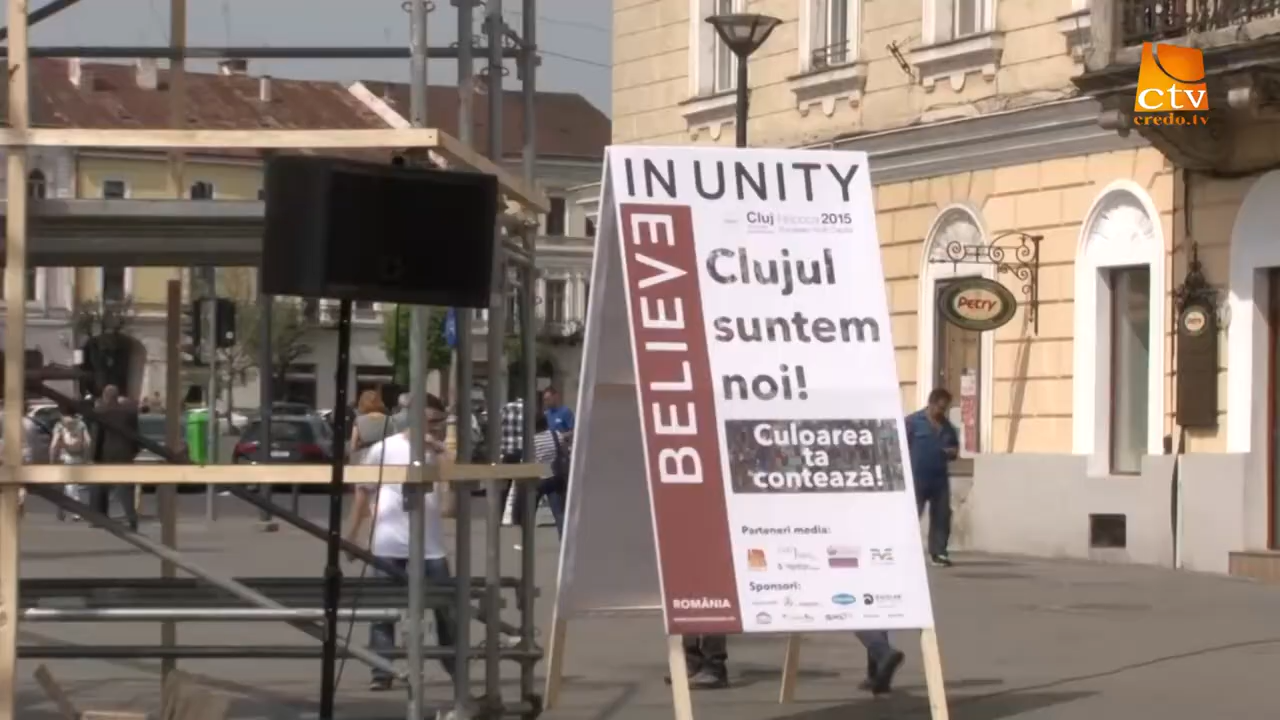 ctv
credo.tv
IN UNITY
BELIEVE
Cluj 2015
Clujul
suntem
noi!
PETRY
Culoarea
ta
contează!
Parteneri media:
Sponsori:
ROMÂNIA